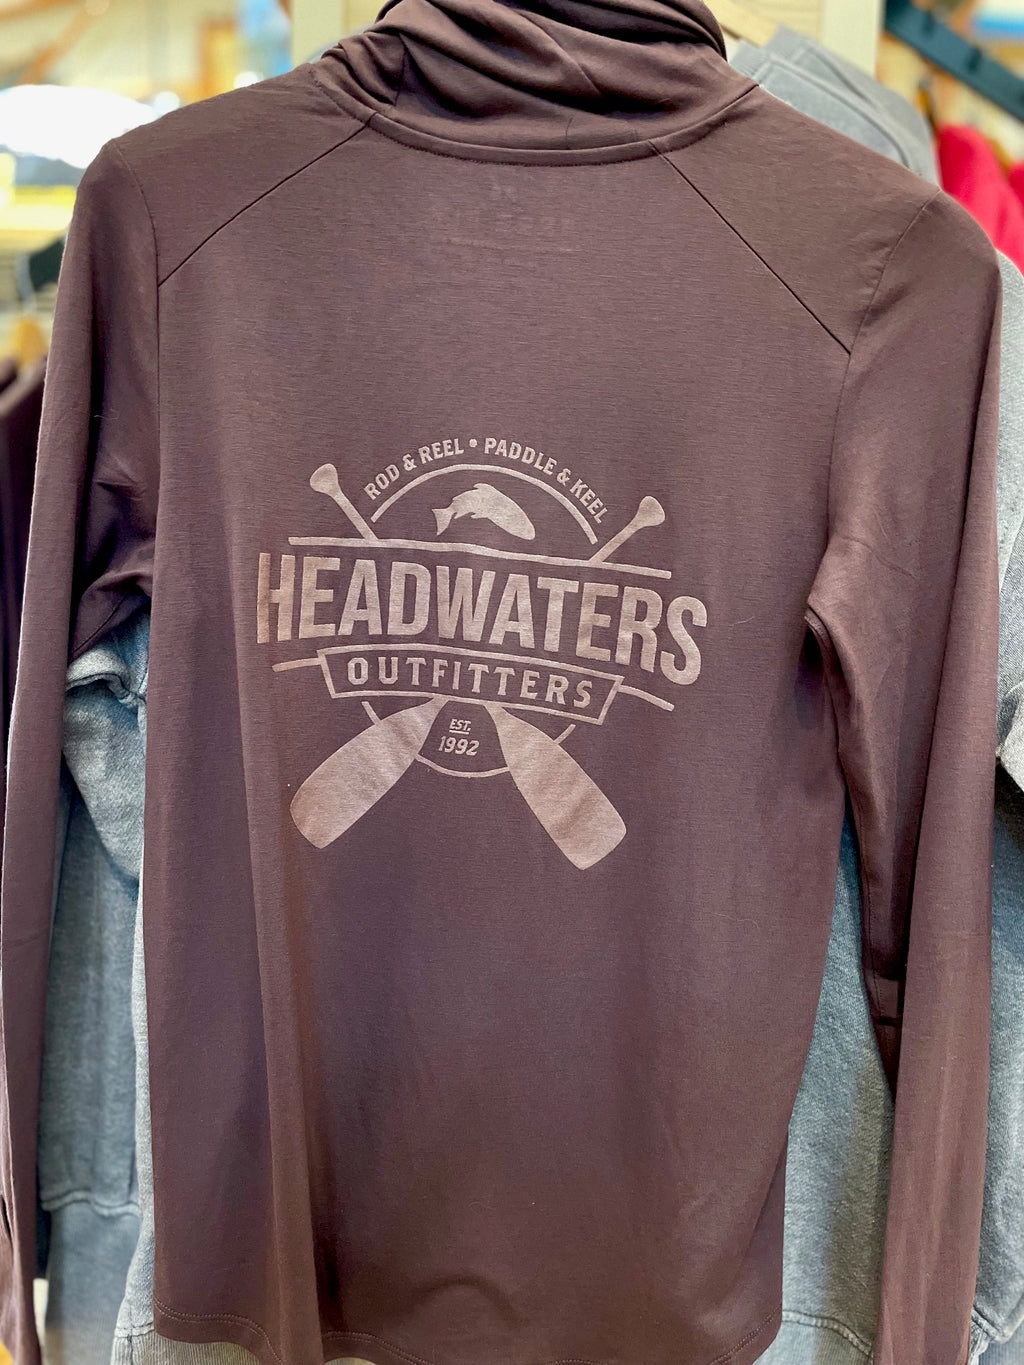 ROD & REEL • PADDLE & KEEL
HEADWATERS
OUTFITTERS
EST.
1992